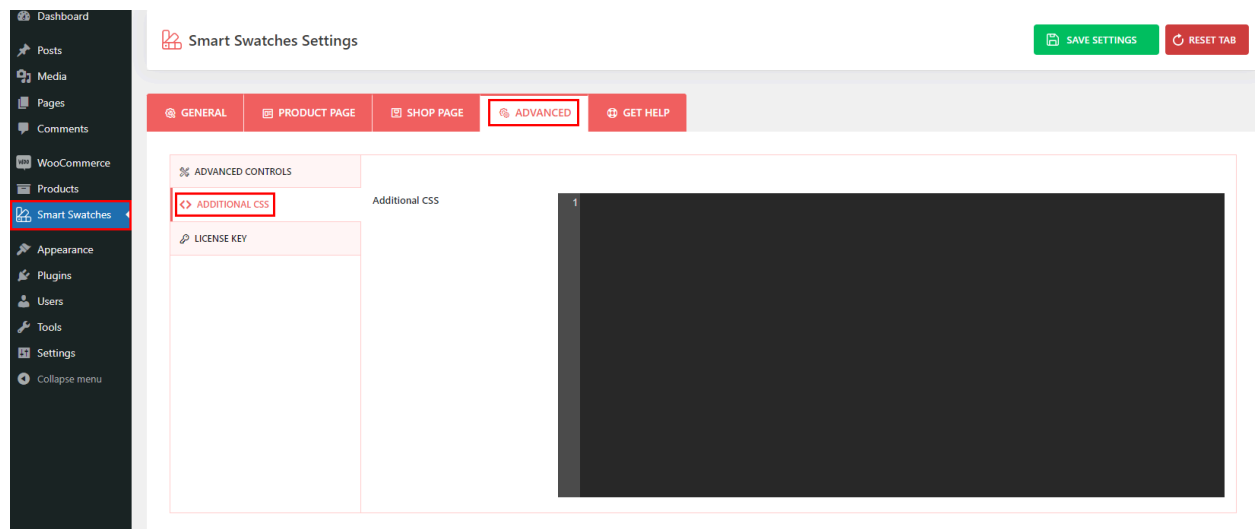 Dashboard
Posts
Media
Pages
Comments
WooCommerce
Products
Smart Swatches
Appearance
Plugins
Users
Tools
Settings
Collapse menu
Smart Swatches Settings
SAVE SETTINGS
RESET TAB
GENERAL
PRODUCT PAGE
SHOP PAGE
ADVANCED
GET HELP
ADVANCED CONTROLS
ADDITIONAL CSS
LICENSE KEY
Additional CSS
1